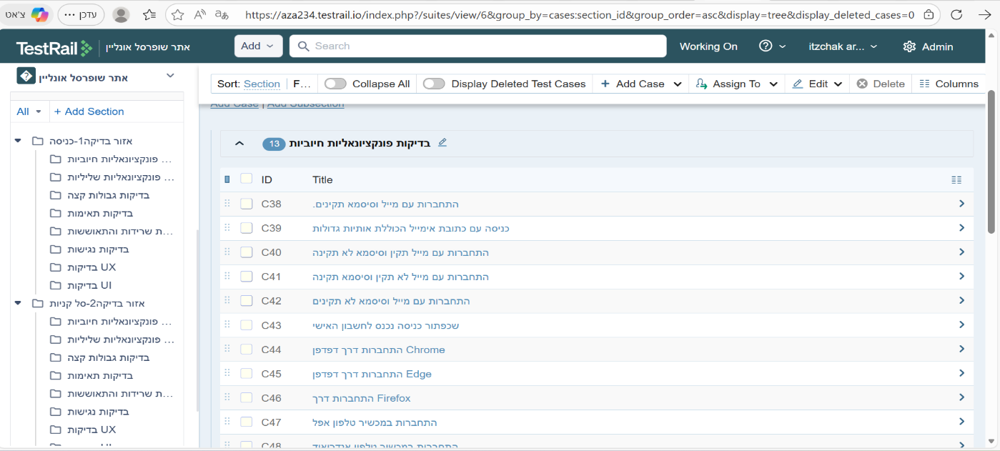 צ'אט
עדכן
https://aza234.testrail.io/index.php?/suites/view/6&group_by=cases:section_id&group_order=asc&display=tree&display_deleted_cases=0
TestRail אתר שופרסל אונליין Add Search Working On itzchak ar... Admin
אתר שופרסל אונליין
Sort: Section F... Collapse All Display Deleted Test Cases + Add Case Assign To Edit Delete Columns
All + Add Section
אזור בדיקה1-כניסה
פונקציונאליות חיוביות ...
פונקציונאליות שליליות ...
בדיקות גבולות קצה
בדיקות תאימות
ת שרידות והתאוששות...
בדיקות נגישות
בדיקות UX
בדיקות UI
אזור בדיקה2-סל קניות
פונקציונאליות חיוביות ...
פונקציונאליות שליליות ...
בדיקות גבולות קצה
בדיקות תאימות
ת שרידות והתאוששות...
בדיקות נגישות
בדיקות UX
Add Case | Add Subsection
13 בדיקות פונקציונאליות חיוביות
ID Title
C38 התחברות עם מייל וסיסמא תקינים.
C39 כניסה עם כתובת אימייל הכוללת אותיות גדולות
C40 התחברות עם מייל תקין וסיסמא לא תקינה
C41 התחברות עם מייל לא תקין וסיסמא תקינה
C42 התחברות עם מייל וסיסמא לא תקינים
C43 שכפתור כניסה נכנס לחשבון האישי
C44 התחברות דרך דפדפן Chrome
C45 התחברות דרך דפדפן Edge
C46 התחברות דרך Firefox
C47 התחברות במכשיר טלפון אפל
C48 התחברות במכשיר טלפון אנדרואיד